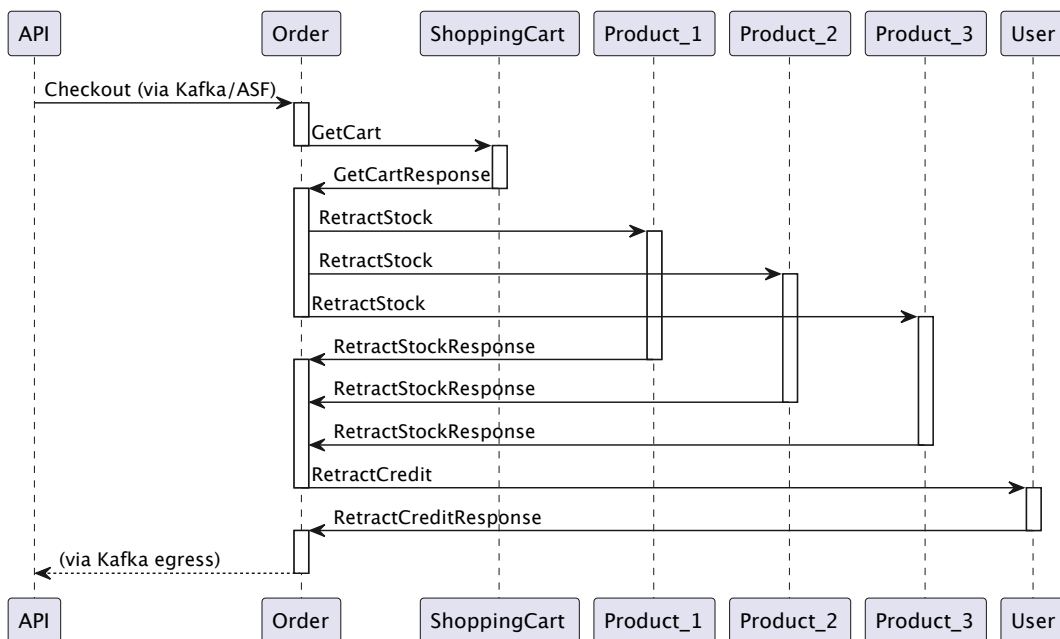 API Order ShoppingCart Product_1 Product_2 Product_3 User
Checkout (via Kafka/ASF)
GetCart
GetCartResponse
RetractStock
RetractStock
RetractStock
RetractStockResponse
RetractStockResponse
RetractStockResponse
RetractCredit
RetractCreditResponse
(via Kafka egress)
API Order ShoppingCart Product_1 Product_2 Product_3 User